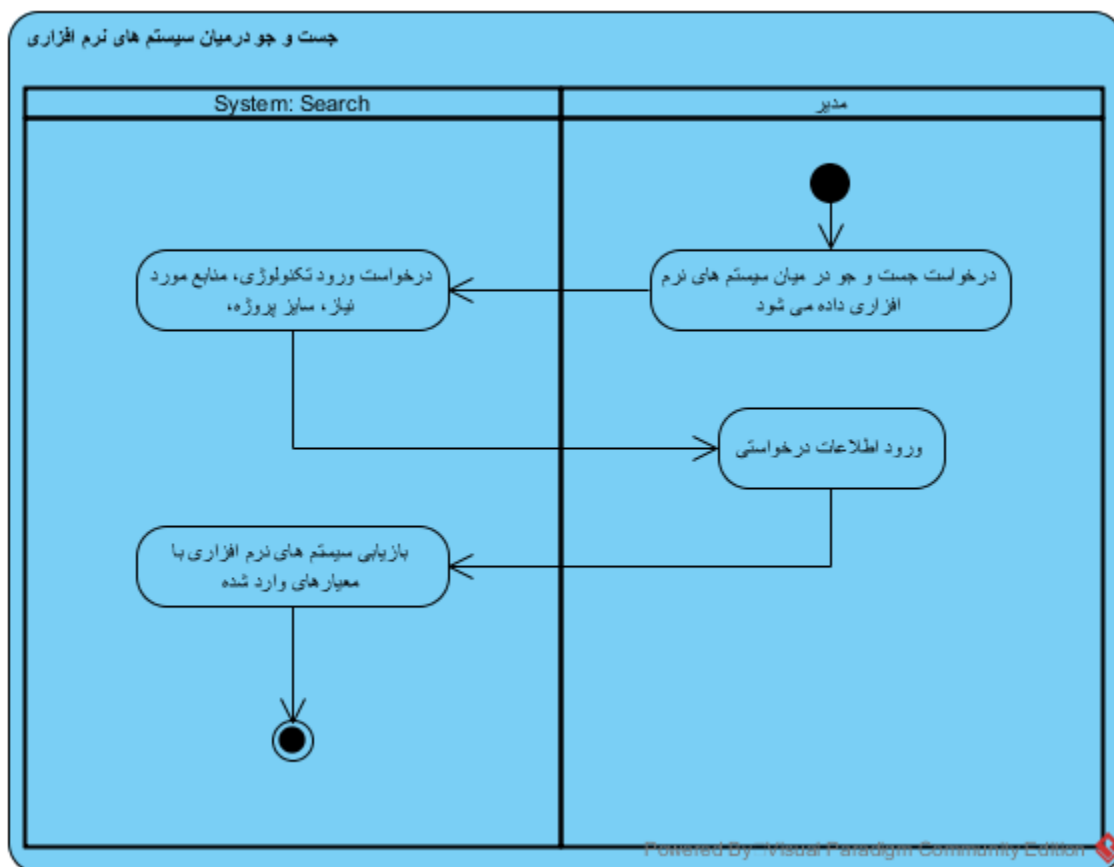 جست و جو درمیان سیستم های نرم افزاری
System: Search
مدیر
درخواست جست و جو در میان سیستم های نرم
افزاری داده می شود
درخواست ورود تکنولوژی، منابع مورد
نیاز، سایز پروژه،
ورود اطلاعات درخواستی
بازیابی سیستم های نرم افزاری با
معیارهای وارد شده
Powered By Visual Paradigm Community Edition